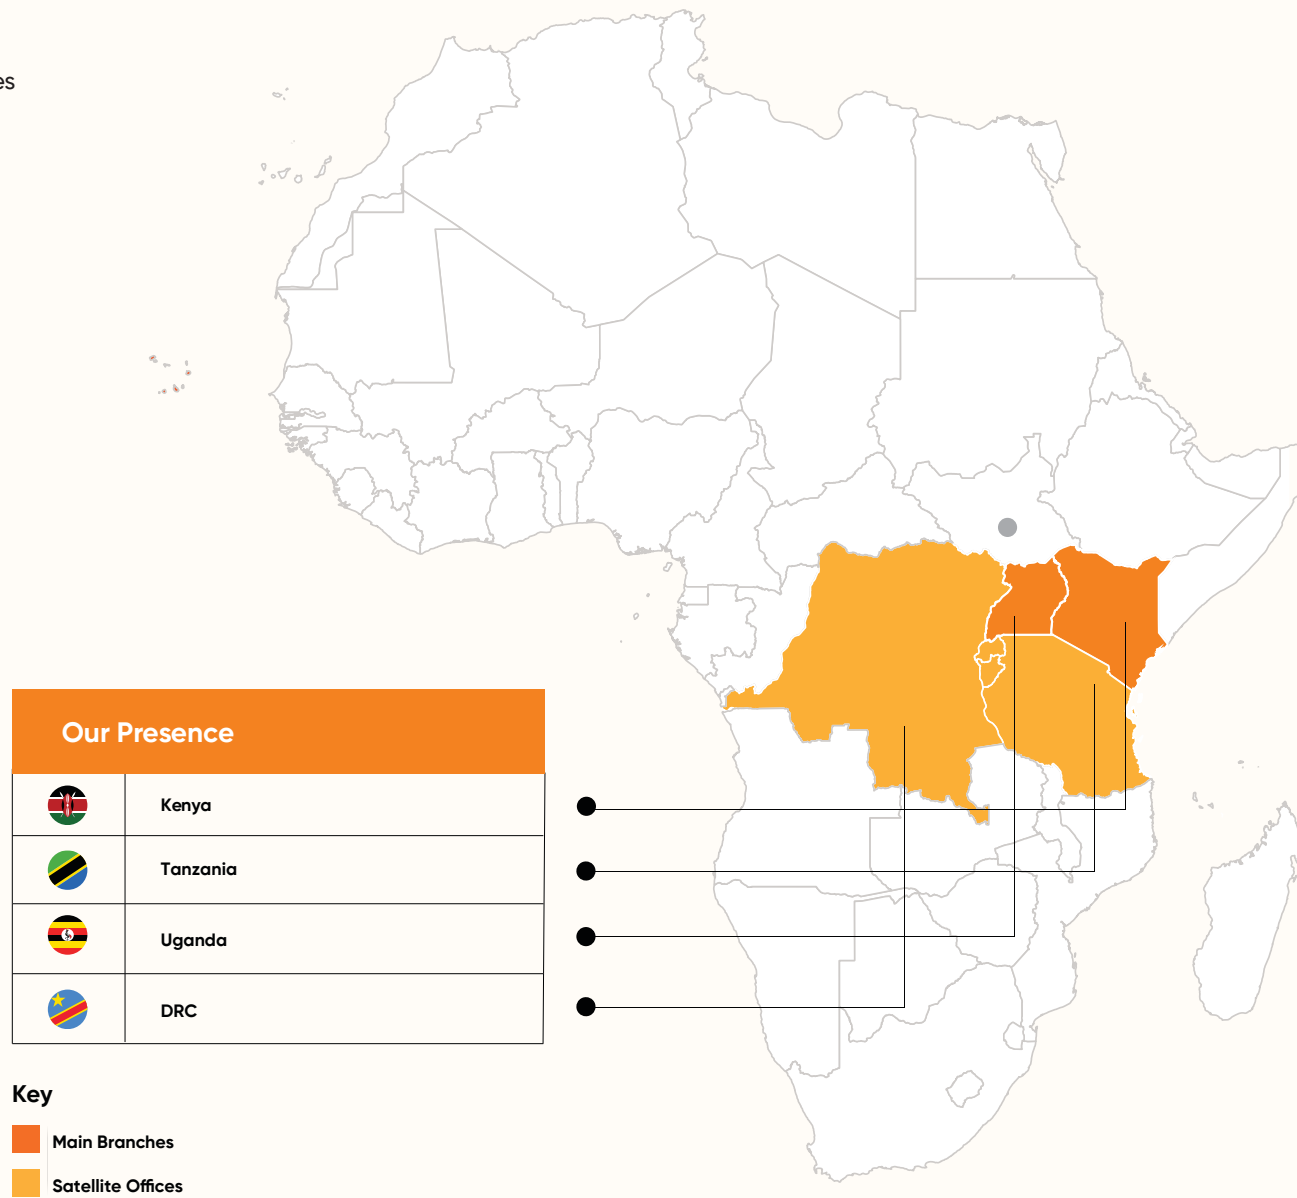 Our Presence
Kenya
Tanzania
Uganda
DRC
Key
Main Branches
Satellite Offices